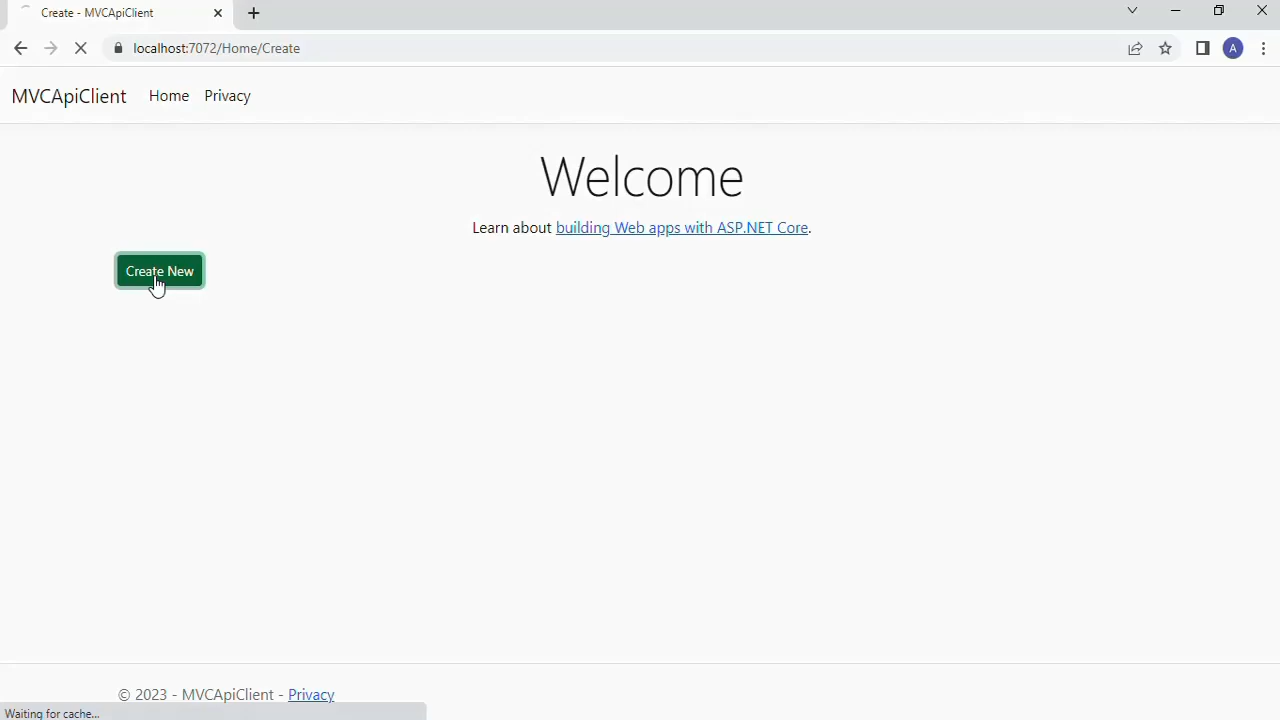 Create - MVCApiClient
localhost:7072/Home/Create
A
MVCApiClient Home Privacy
Welcome
Learn about building Web apps with ASP.NET Core.
Create New
© 2023 - MVCApiClient - Privacy
Waiting for cache...